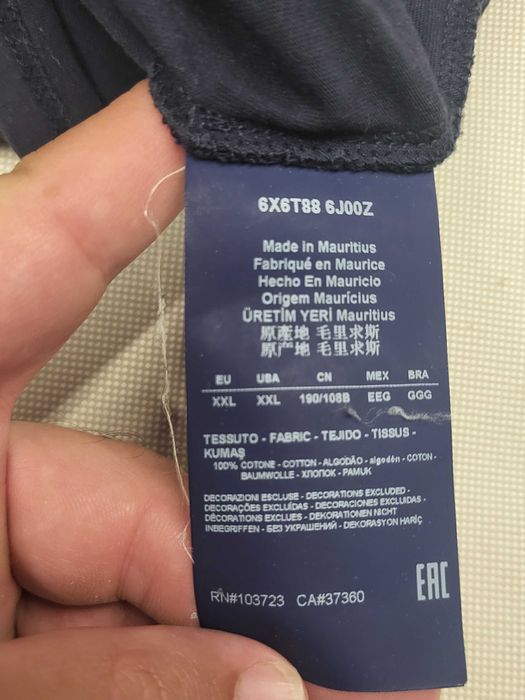 6X6T88 6J00Z
Made in Mauritius
Fabriqué en Maurice
Hecho En Mauricio
Origem Maurícius
ÜRETİM YERİ Mauritius
原產地 毛里求斯
原产地 毛里求斯
EU USA CN MEX BRA
XXL XXL 190/108B EEG GGG
TESSUTO - FABRIC - TEJIDO - TISSUS -
KUMAŞ
100% COTONE - COTTON - ALGODÃO - algodón - COTON -
BAUMWOLLE - ХЛОПОК - PAMUK
DECORAZIONI ESCLUSE - DECORATIONS EXCLUDED -
DECORAÇÕES EXCLUÍDAS - DECORACIONES EXCLUIDAS -
DÉCORATIONS EXCLUES - DEKORATIONEN NICHT
INBEGRIFFEN - БЕЗ УКРАШЕНИЙ - DEKORASYON HARİÇ
RN#103723 CA#37360
EAC